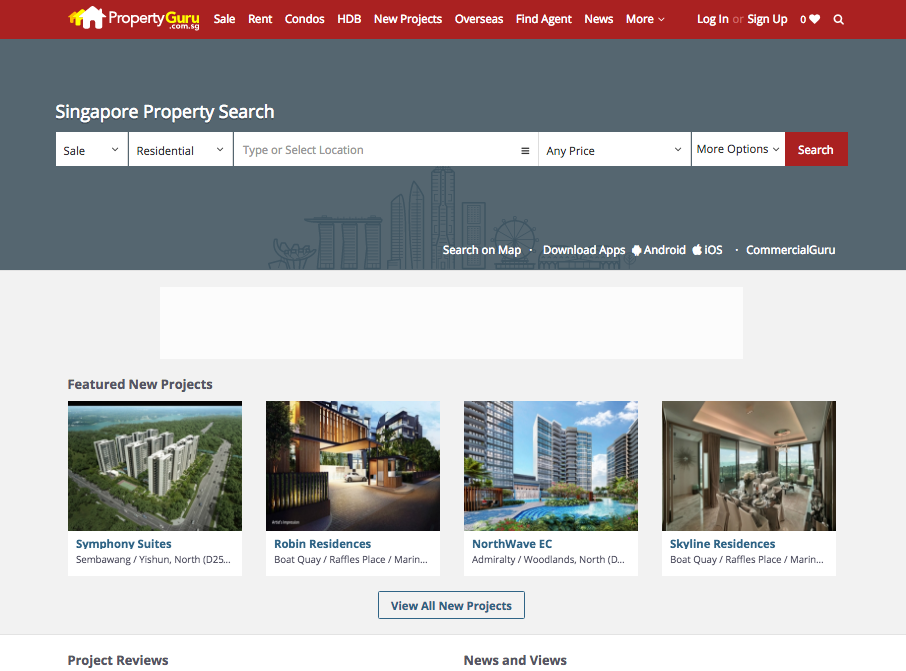 PropertyGuru .com.sg Sale Rent Condos HDB New Projects Overseas Find Agent News More Log In or Sign Up 0
Singapore Property Search
Sale Residential Type or Select Location Any Price More Options Search
Search on Map · Download Apps Android iOS · CommercialGuru
Featured New Projects
Artist's Impression
Symphony Suites
Sembawang / Yishun, North (D25...
Robin Residences
Boat Quay / Raffles Place / Marin...
NorthWave EC
Admiralty / Woodlands, North (D...
Skyline Residences
Boat Quay / Raffles Place / Marin...
View All New Projects
Project Reviews
News and Views